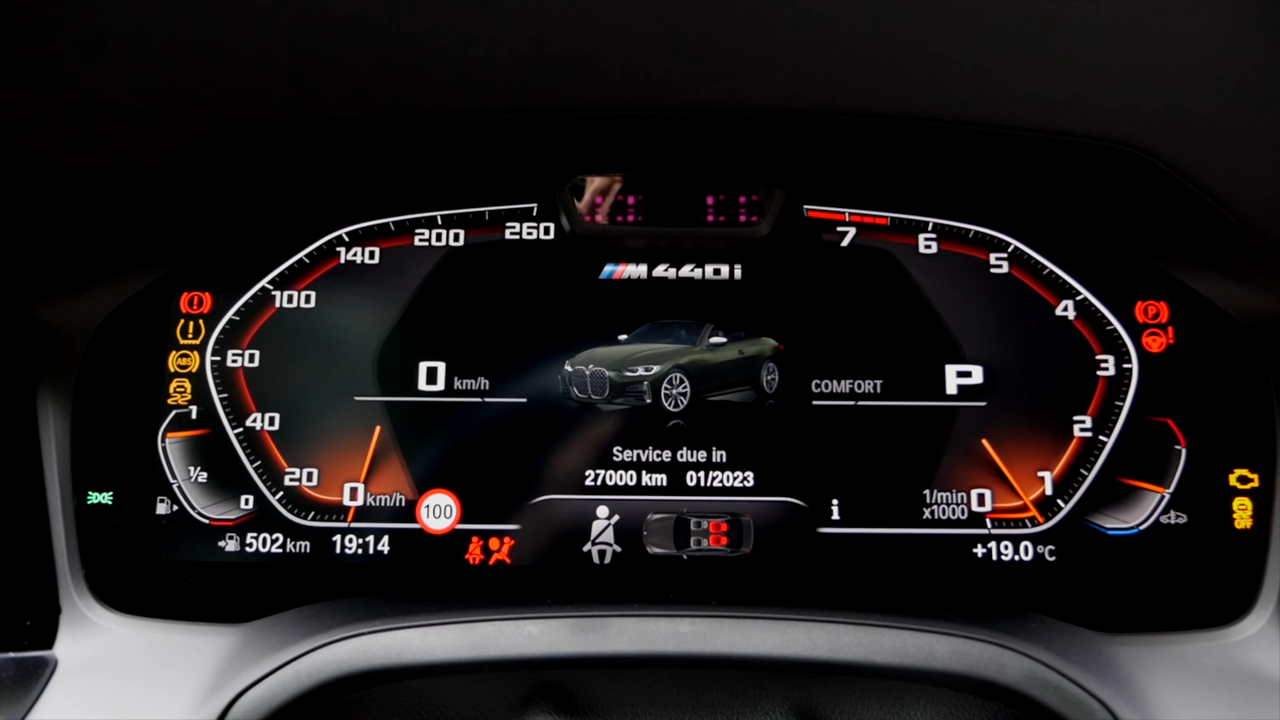 260
200
140
100
60
40
20
0 km/h
M440i
7
6
5
4
3
2
1
0
1/min
x1000
0 km/h
COMFORT P
Service due in
27000 km 01/2023
ABS
P
!
1
½
0
100
i
502 km 19:14
+19.0 °C